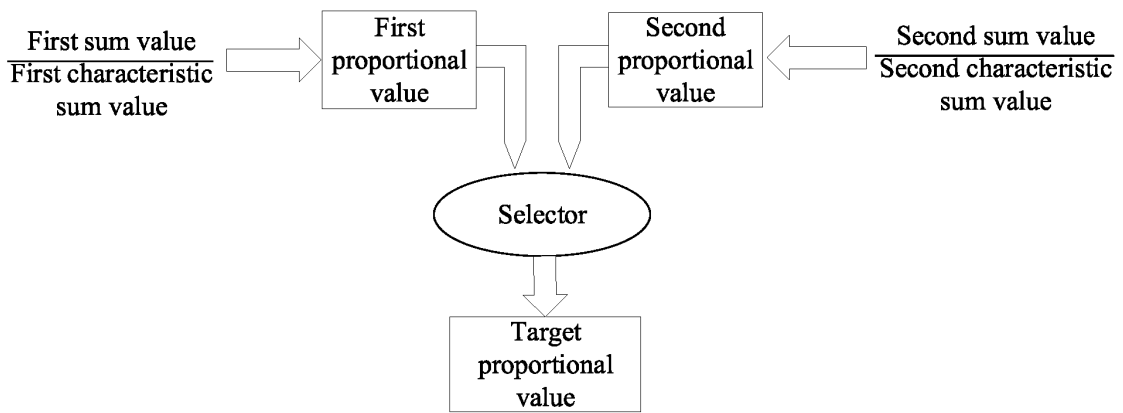 First sum value
First characteristic
sum value
First
proportional
value
Second
proportional
value
Second sum value
Second characteristic
sum value
Selector
Target
proportional
value